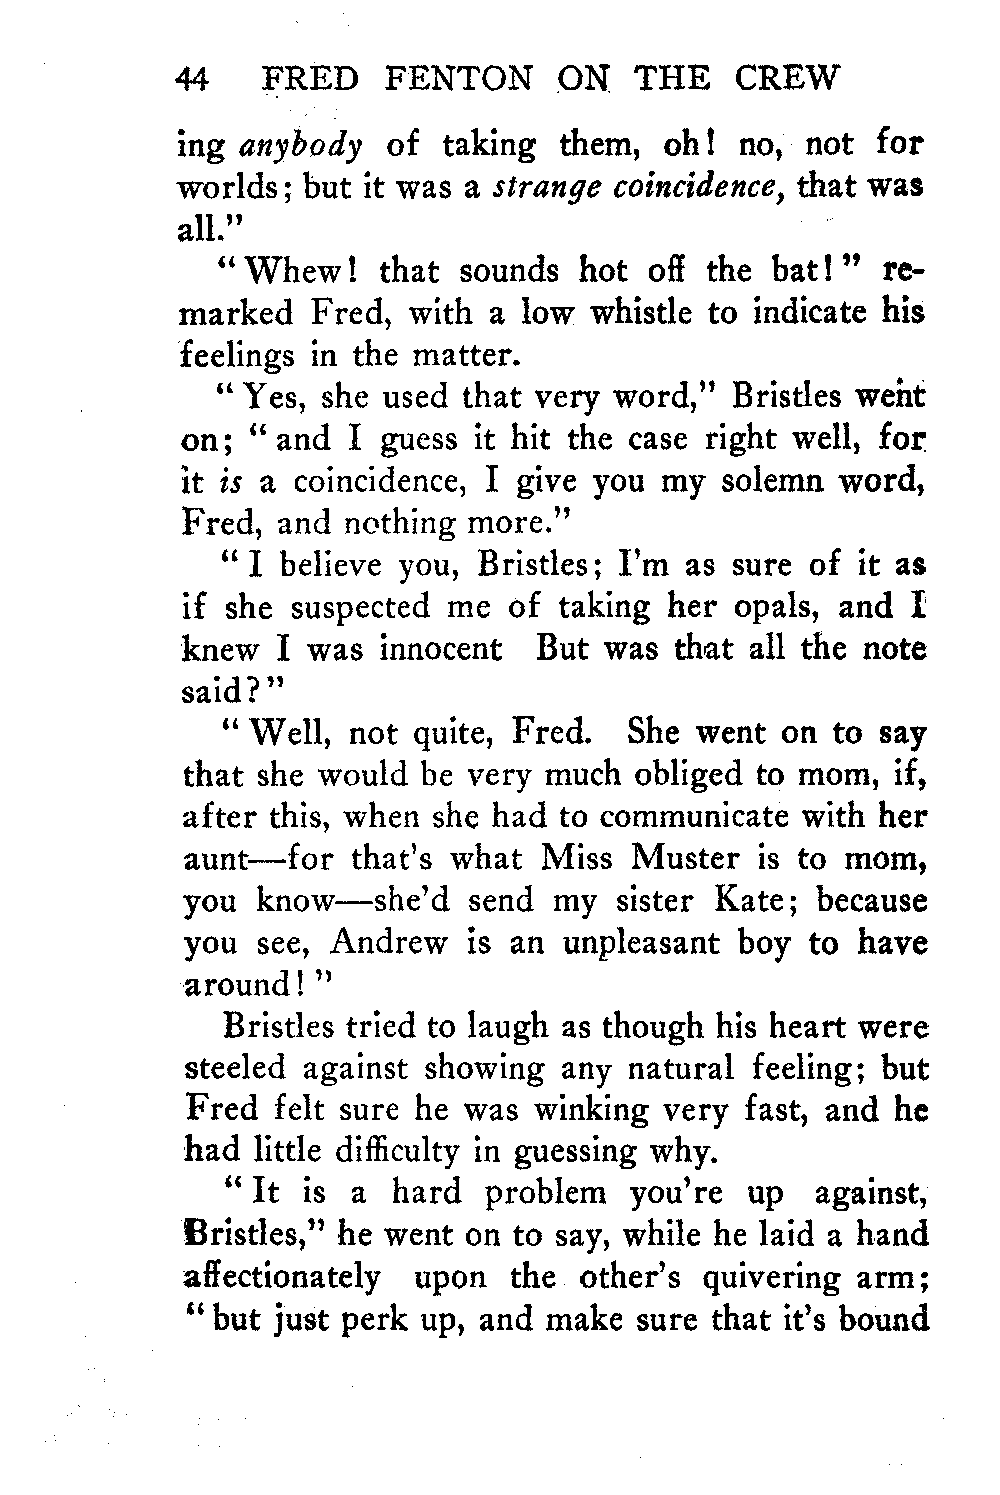 44 FRED FENTON ON THE CREW
ing anybody of taking them, oh! no, not for
worlds; but it was a strange coincidence, that was
all."
"Whew! that sounds hot off the bat!" re-
marked Fred, with a low whistle to indicate his
feelings in the matter.
"Yes, she used that very word," Bristles went
on; "and I guess it hit the case right well, for
it is a coincidence, I give you my solemn word,
Fred, and nothing more."
"I believe you, Bristles; I'm as sure of it as
if she suspected me of taking her opals, and I
knew I was innocent But was that all the note
said?"
"Well, not quite, Fred. She went on to say
that she would be very much obliged to mom, if,
after this, when she had to communicate with her
aunt—for that's what Miss Muster is to mom,
you know—she'd send my sister Kate; because
you see, Andrew is an unpleasant boy to have
around!"
Bristles tried to laugh as though his heart were
steeled against showing any natural feeling; but
Fred felt sure he was winking very fast, and he
had little difficulty in guessing why.
"It is a hard problem you're up against,
Bristles," he went on to say, while he laid a hand
affectionately upon the other's quivering arm;
"but just perk up, and make sure that it's bound